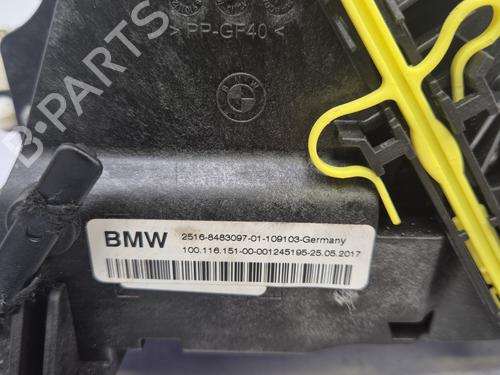 > PP-GF40 <
B-PARTS
BMW
2516-8483097-01-109103-Germany
100.116.151-00-001245195-25.05.2017